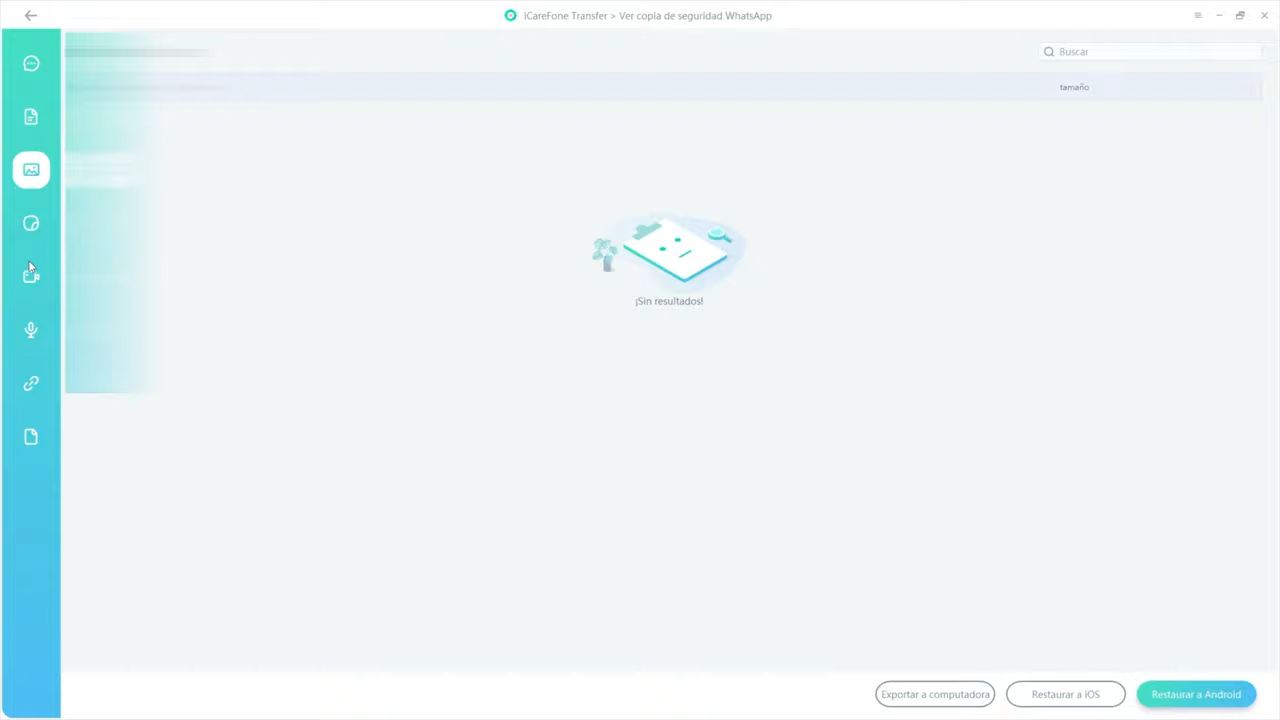 iCareFone Transfer > Ver copia de seguridad WhatsApp
Buscar
tamaño
¡Sin resultados!
Exportar a computadora
Restaurar a iOS
Restaurar a Android